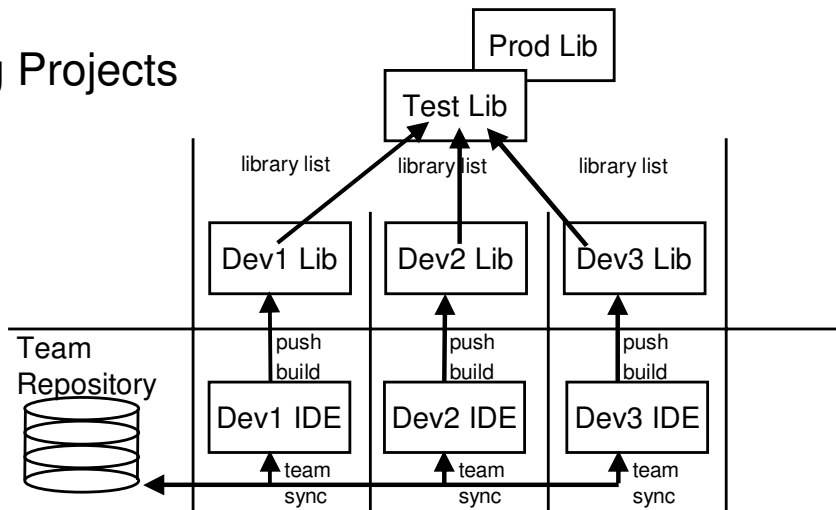 Prod Lib
g Projects
Test Lib
library list
library list
library list
Dev1 Lib
Dev2 Lib
Dev3 Lib
Team
Repository
push
build
push
build
push
build
Dev1 IDE
Dev2 IDE
Dev3 IDE
team
sync
team
sync
team
sync